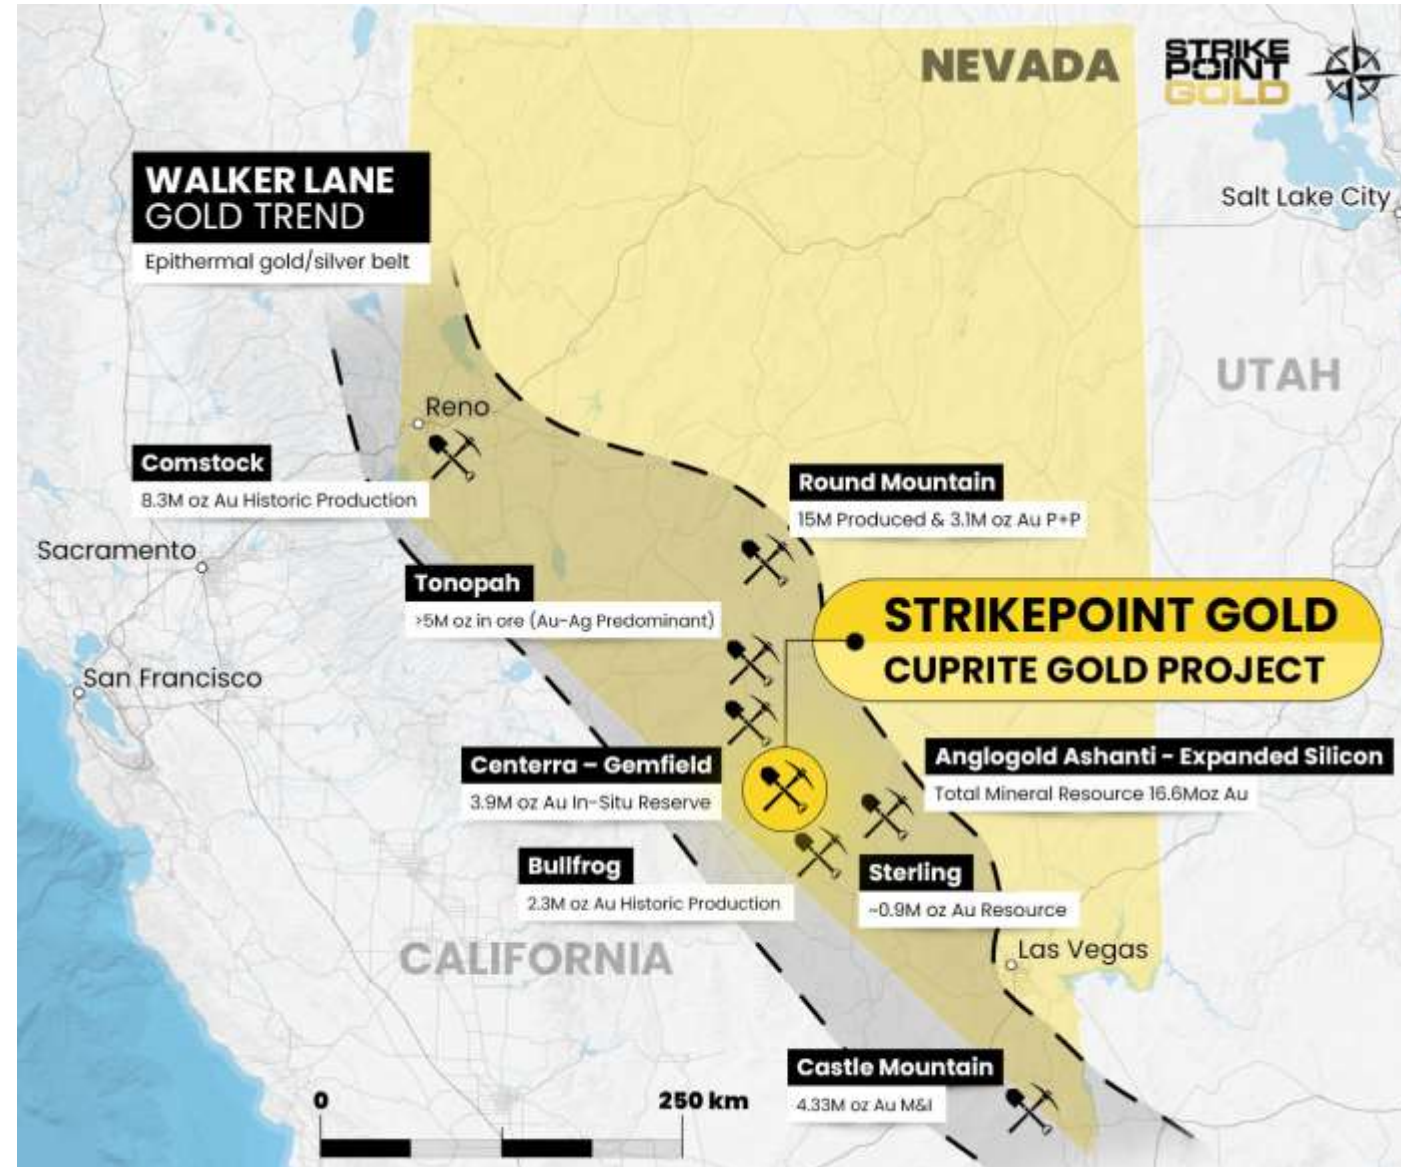 NEVADA
STRIKE
POINT
GOLD
WALKER LANE
GOLD TREND
Epithermal gold/silver belt
Salt Lake City
UTAH
Reno
Comstock
8.3M oz Au Historic Production
Round Mountain
15M Produced & 3.1M oz Au P+P
Sacramento
Tonopah
>5M oz in ore (Au-Ag Predominant)
STRIKEPOINT GOLD
CUPRITE GOLD PROJECT
San Francisco
Centerra – Gemfield
3.9M oz Au In-Situ Reserve
Anglogold Ashanti - Expanded Silicon
Total Mineral Resource 16.6Moz Au
Bullfrog
2.3M oz Au Historic Production
Sterling
~0.9M oz Au Resource
CALIFORNIA
Las Vegas
Castle Mountain
4.33M oz Au M&I
0
250 km